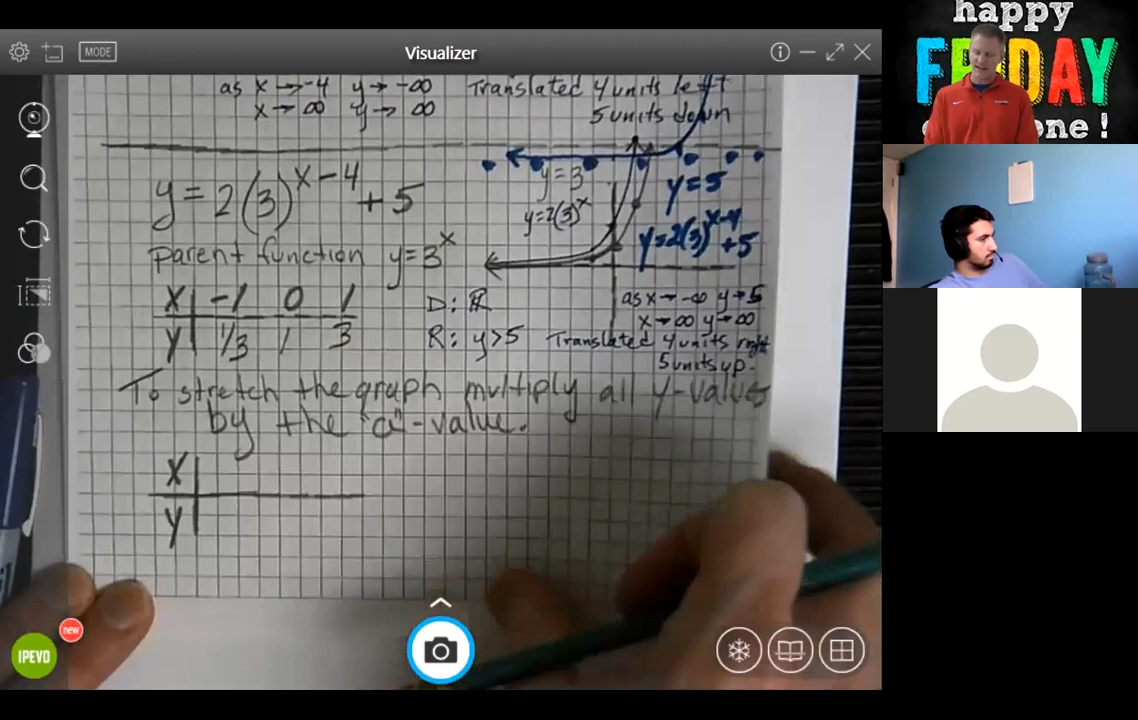 MODE
Visualizer
happy
FRIDAY
one !
as x → -4 y → -∞ Translated 4 units left
x → ∞ y → ∞ 5 units down
y = 2(3)^(x-4) + 5
y = 3
y = 5
y=2(3)^x
y=2(3)^(x-4)
+5
parent function y = 3^x
X -1 0 1
Y 1/3 1 3
D: ℝ
R: y>5
as x → -∞ y → 5
x → ∞ y → ∞
Translated 4 units right
5 units up.
To stretch the graph multiply all y-values
by the "a"-value.
X
Y
new
IPEVO